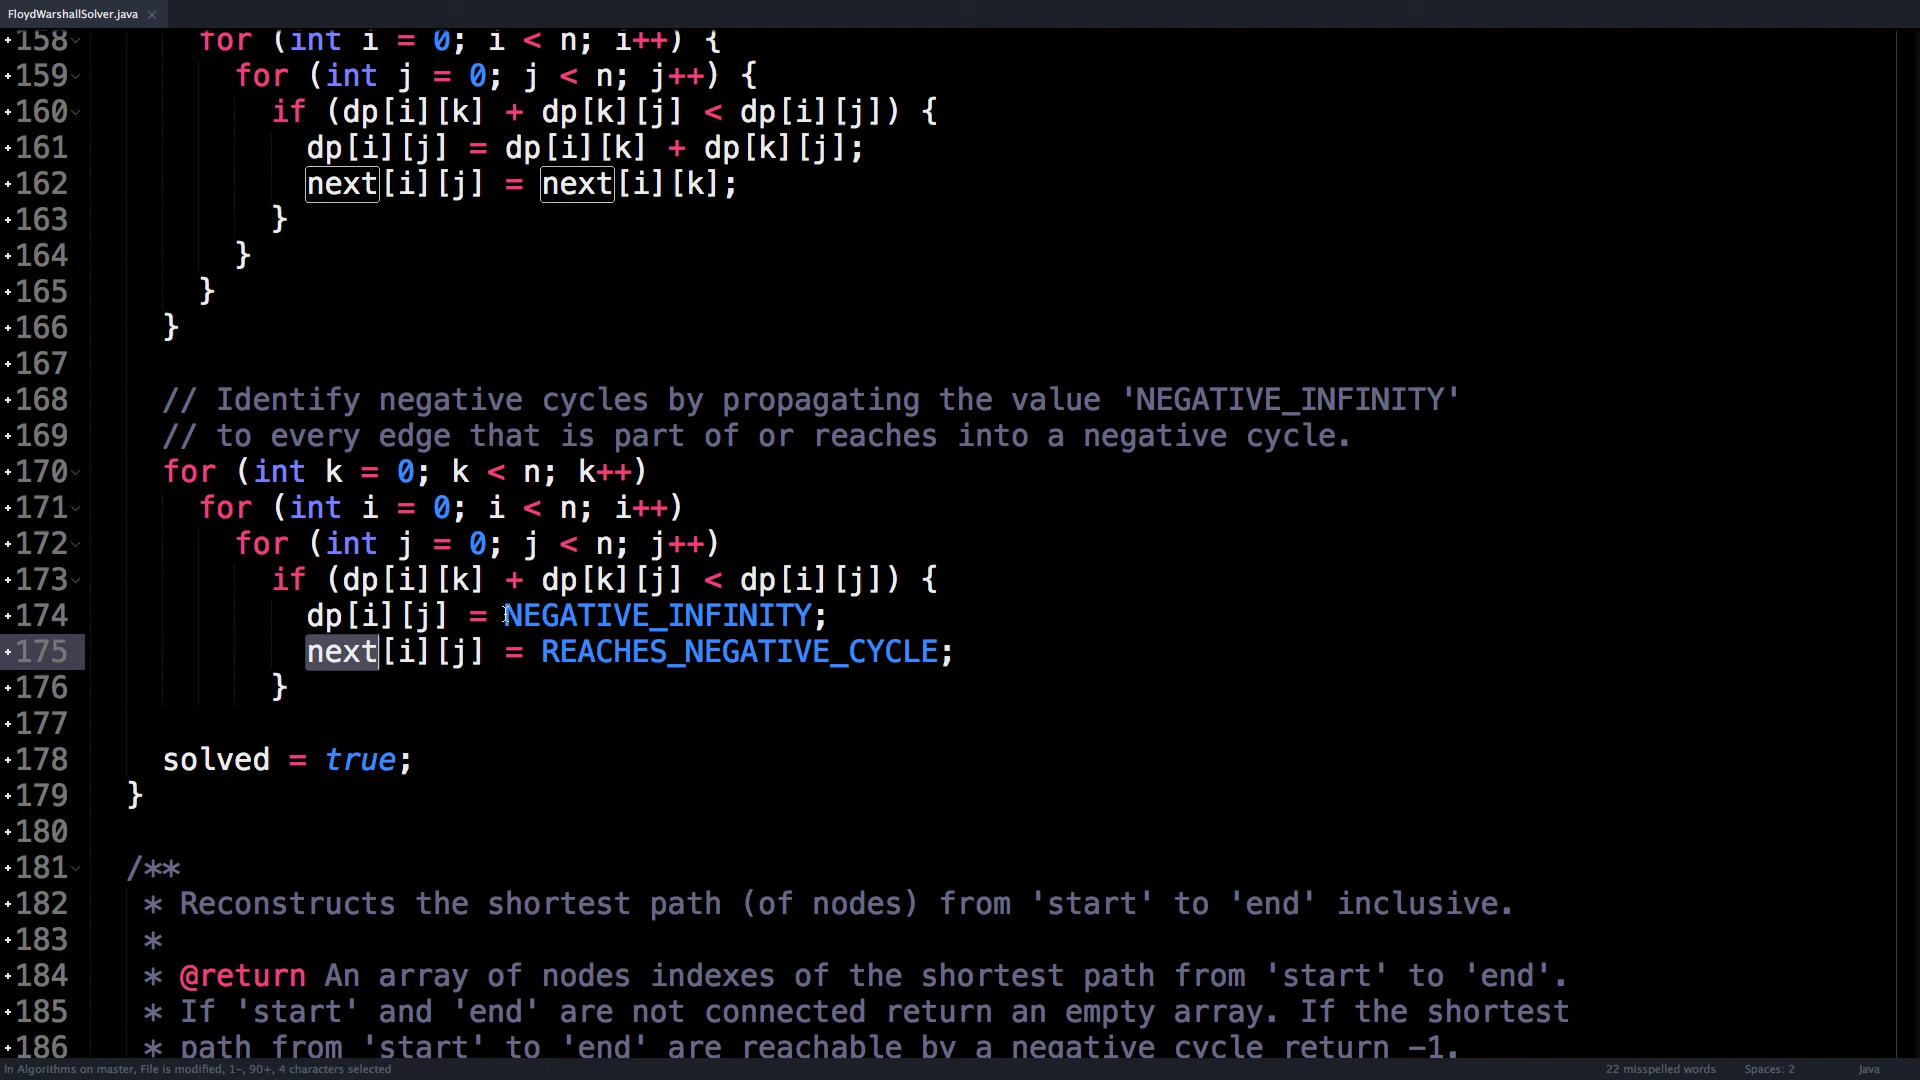 FloydWarshallSolver.java ×
158 for (int i = 0; i < n; i++) {
159 for (int j = 0; j < n; j++) {
160 if (dp[i][k] + dp[k][j] < dp[i][j]) {
161 dp[i][j] = dp[i][k] + dp[k][j];
162 next[i][j] = next[i][k];
163 }
164 }
165 }
166 }
167
168 // Identify negative cycles by propagating the value 'NEGATIVE_INFINITY'
169 // to every edge that is part of or reaches into a negative cycle.
170 for (int k = 0; k < n; k++)
171 for (int i = 0; i < n; i++)
172 for (int j = 0; j < n; j++)
173 if (dp[i][k] + dp[k][j] < dp[i][j]) {
174 dp[i][j] = NEGATIVE_INFINITY;
175 next[i][j] = REACHES_NEGATIVE_CYCLE;
176 }
177
178 solved = true;
179 }
180
181 /**
182 * Reconstructs the shortest path (of nodes) from 'start' to 'end' inclusive.
183 *
184 * @return An array of nodes indexes of the shortest path from 'start' to 'end'.
185 * If 'start' and 'end' are not connected return an empty array. If the shortest
186 * path from 'start' to 'end' are reachable by a negative cycle return -1.
In Algorithms on master, File is modified, 1-, 90+, 4 characters selected 22 misspelled words Spaces: 2 Java